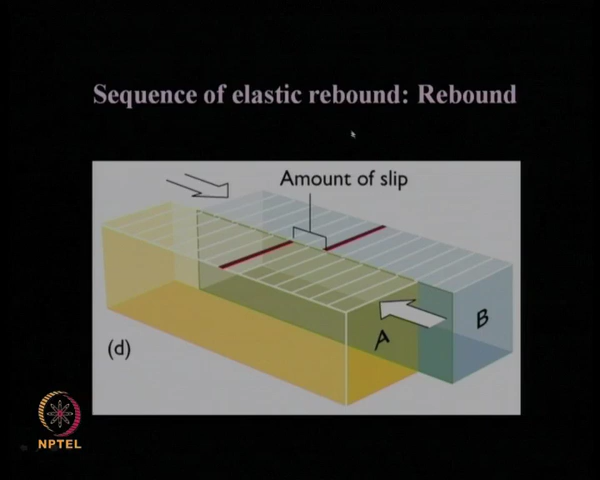 Sequence of elastic rebound: Rebound
Amount of slip
A
B
(d)
NPTEL